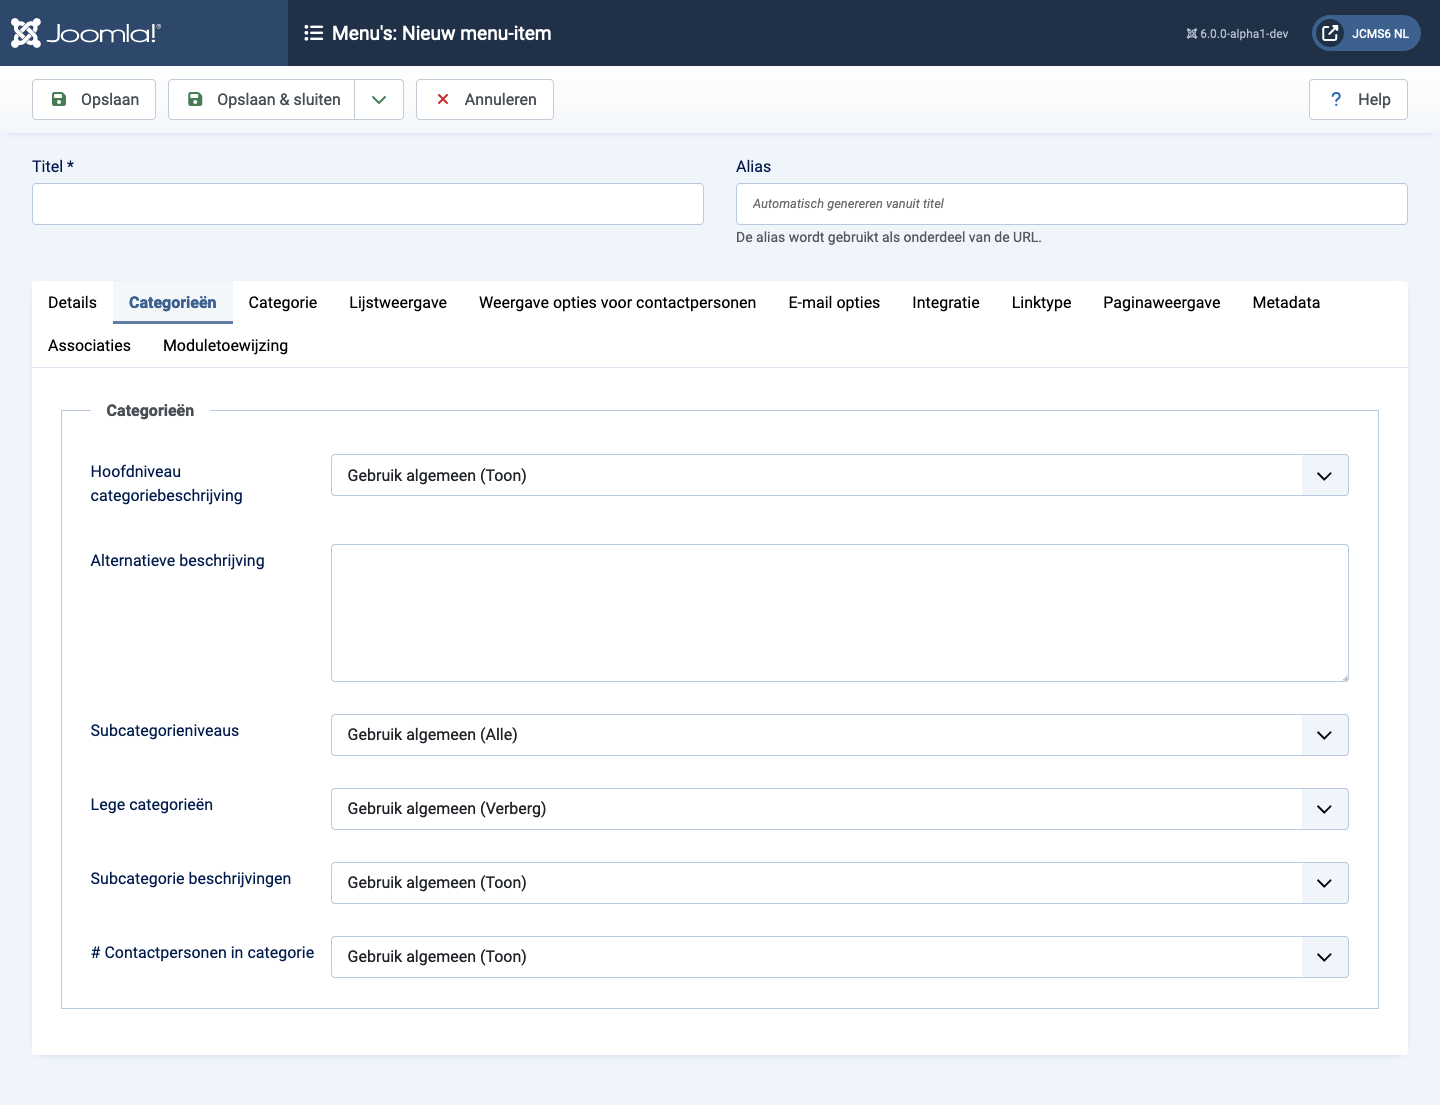 Joomla!®
Menu's: Nieuw menu-item
6.0.0-alpha1-dev
JCMS6 NL
Opslaan
Opslaan & sluiten
Annuleren
? Help
Titel *
Alias
Automatisch genereren vanuit titel
De alias wordt gebruikt als onderdeel van de URL.
Details Categorieën Categorie Lijstweergave Weergave opties voor contactpersonen E-mail opties Integratie Linktype Paginaweergave Metadata
Associaties Moduletoewijzing
Categorieën
Hoofdniveau
categoriebeschrijving
Gebruik algemeen (Toon)
Alternatieve beschrijving
Subcategorieniveaus
Gebruik algemeen (Alle)
Lege categorieën
Gebruik algemeen (Verberg)
Subcategorie beschrijvingen
Gebruik algemeen (Toon)
# Contactpersonen in categorie
Gebruik algemeen (Toon)